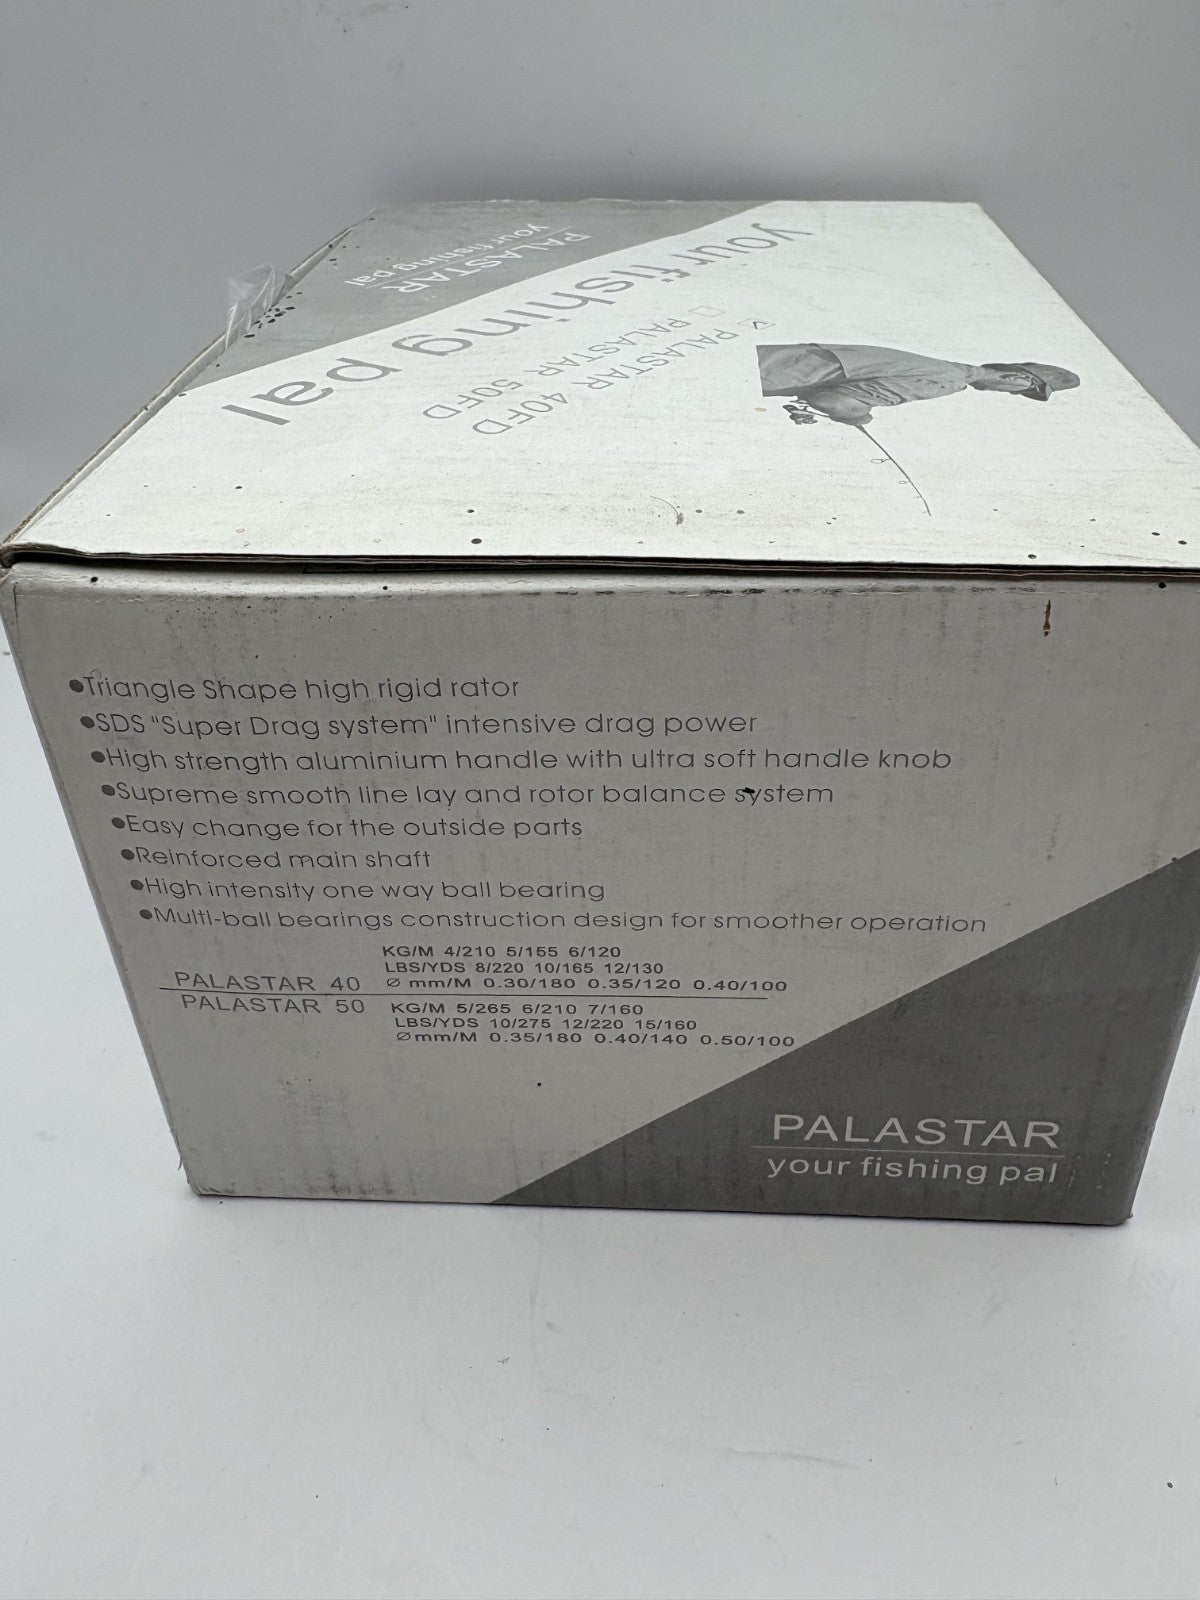 PALASTAR
your fishing pal
your fishing pal
PALASTAR 40FD
PALASTAR 50FD
•Triangle Shape high rigid rator
•SDS "Super Drag system" intensive drag power
•High strength aluminium handle with ultra soft handle knob
•Supreme smooth line lay and rotor balance system
•Easy change for the outside parts
•Reinforced main shaft
•High intensity one way ball bearing
•Multi-ball bearings construction design for smoother operation
PALASTAR 40
KG/M 4/210 5/155 6/120
LBS/YDS 8/220 10/165 12/130
Ø mm/M 0.30/180 0.35/120 0.40/100
PALASTAR 50
KG/M 5/265 6/210 7/160
LBS/YDS 10/275 12/220 15/160
Ø mm/M 0.35/180 0.40/140 0.50/100
PALASTAR
your fishing pal